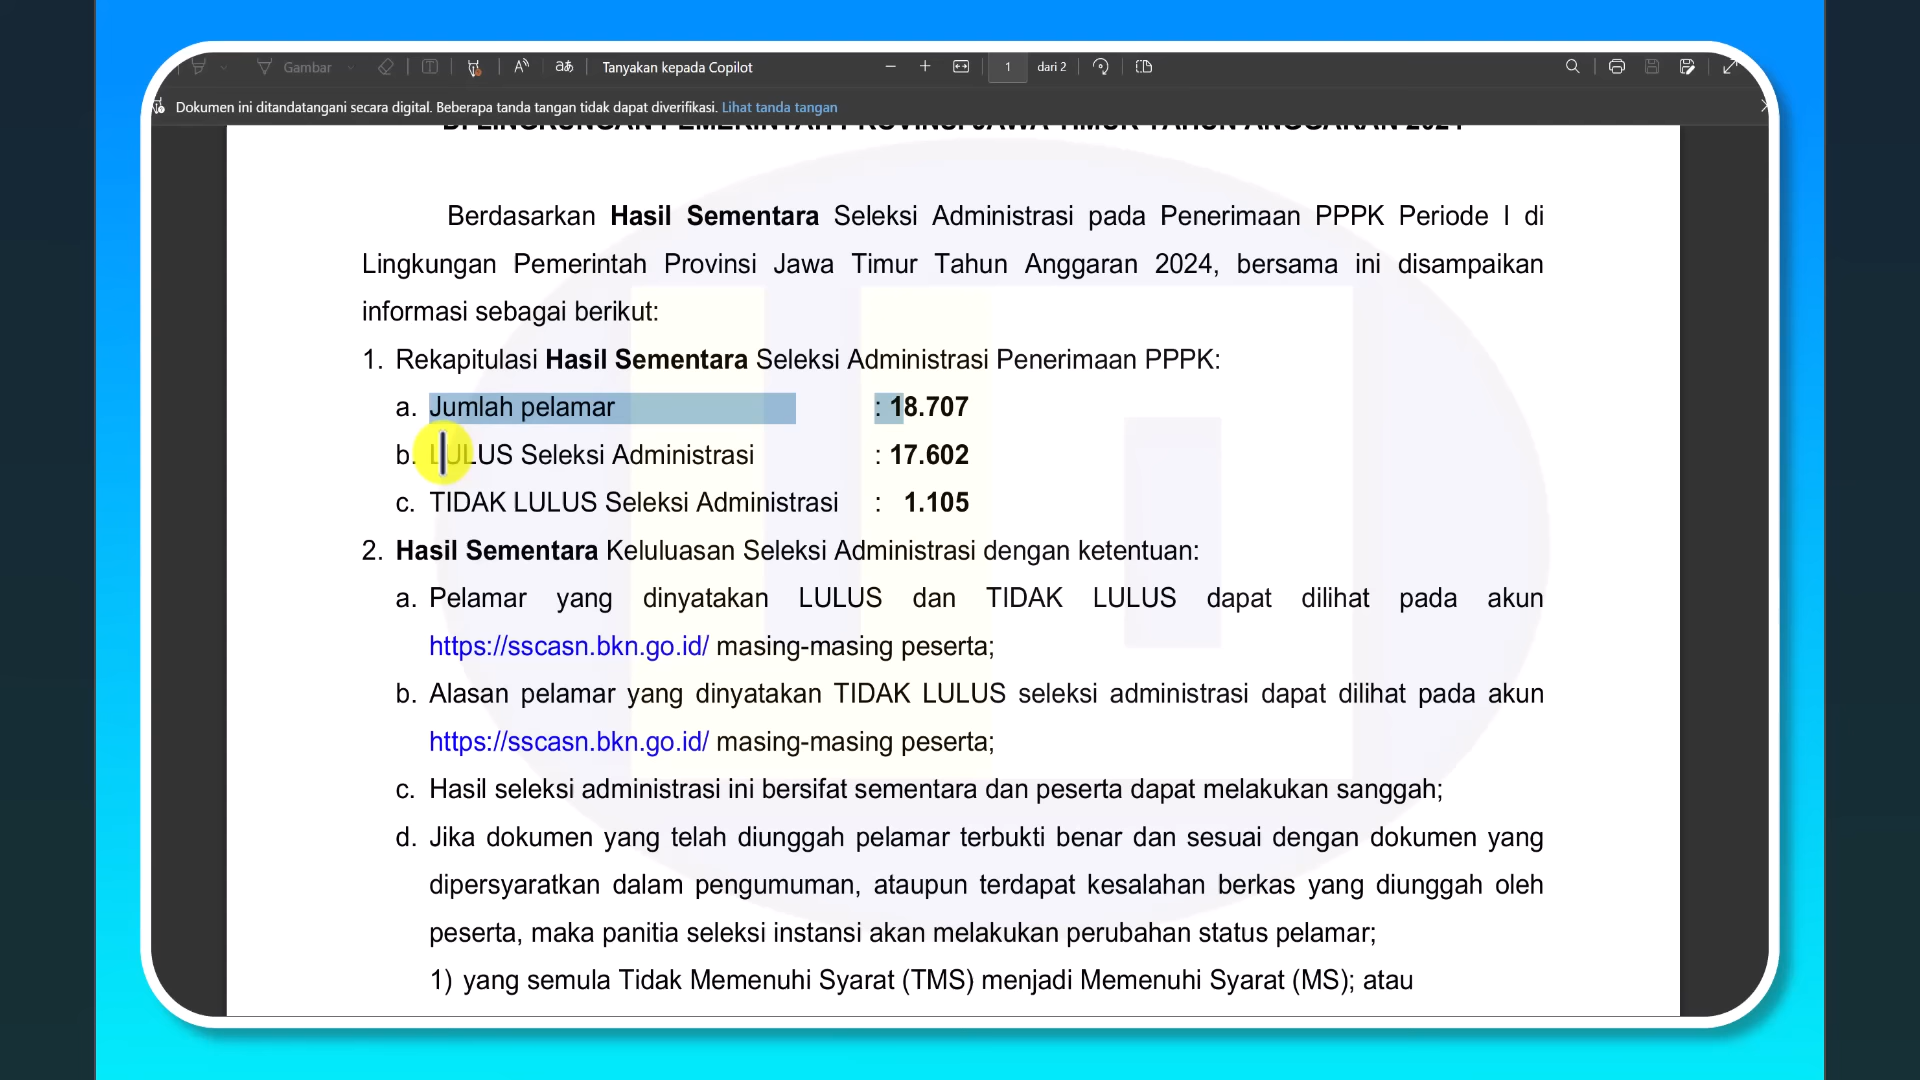 Gambar
Tanyakan kepada Copilot
1
dari 2
Dokumen ini ditandatangani secara digital. Beberapa tanda tangan tidak dapat diverifikasi. Lihat tanda tangan
DI LINGKUNGAN PEMERINTAH PROVINSI JAWA TIMUR TAHUN ANGGARAN 2024
Berdasarkan Hasil Sementara Seleksi Administrasi pada Penerimaan PPPK Periode I di
Lingkungan Pemerintah Provinsi Jawa Timur Tahun Anggaran 2024, bersama ini disampaikan
informasi sebagai berikut:
1. Rekapitulasi Hasil Sementara Seleksi Administrasi Penerimaan PPPK:
a. Jumlah pelamar : 18.707
b. LULUS Seleksi Administrasi : 17.602
c. TIDAK LULUS Seleksi Administrasi : 1.105
2. Hasil Sementara Keluluasan Seleksi Administrasi dengan ketentuan:
a. Pelamar yang dinyatakan LULUS dan TIDAK LULUS dapat dilihat pada akun
https://sscasn.bkn.go.id/ masing-masing peserta;
b. Alasan pelamar yang dinyatakan TIDAK LULUS seleksi administrasi dapat dilihat pada akun
https://sscasn.bkn.go.id/ masing-masing peserta;
c. Hasil seleksi administrasi ini bersifat sementara dan peserta dapat melakukan sanggah;
d. Jika dokumen yang telah diunggah pelamar terbukti benar dan sesuai dengan dokumen yang
dipersyaratkan dalam pengumuman, ataupun terdapat kesalahan berkas yang diunggah oleh
peserta, maka panitia seleksi instansi akan melakukan perubahan status pelamar;
1) yang semula Tidak Memenuhi Syarat (TMS) menjadi Memenuhi Syarat (MS); atau